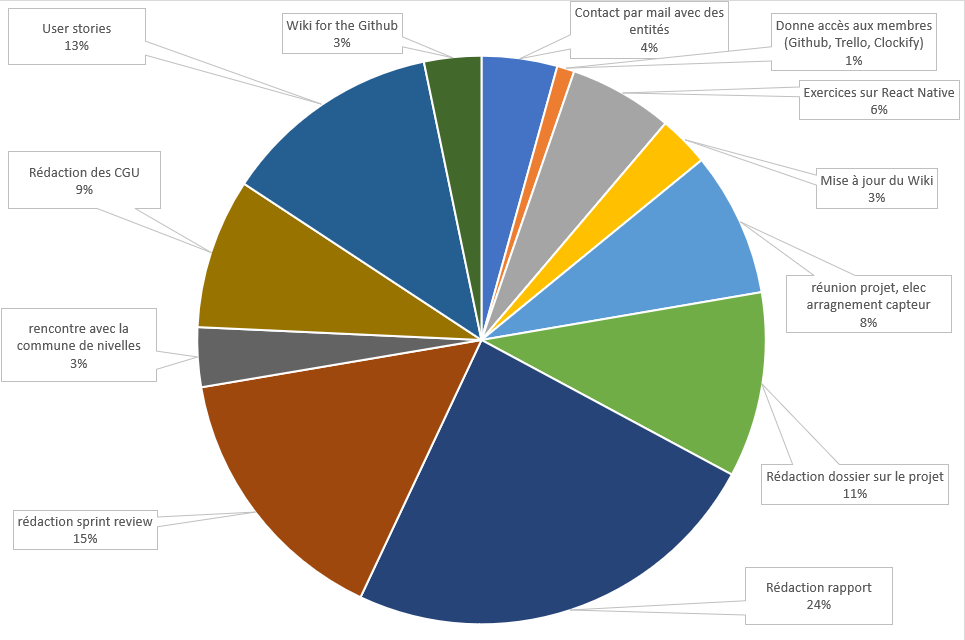 User stories
13%
Wiki for the Github
3%
Contact par mail avec des
entités
4%
Donne accès aux membres
(Github, Trello, Clockify)
1%
Exercices sur React Native
6%
Mise à jour du Wiki
3%
réunion projet, elec
arragnement capteur
8%
Rédaction dossier sur le projet
11%
Rédaction rapport
24%
rédaction sprint review
15%
rencontre avec la
commune de nivelles
3%
Rédaction des CGU
9%